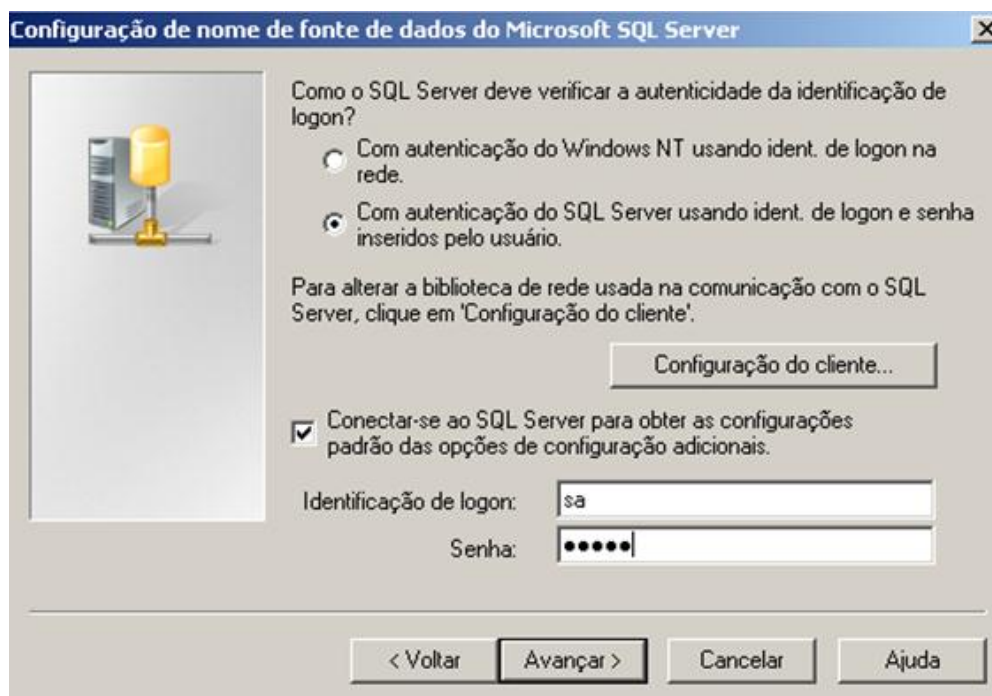 Configuração de nome de fonte de dados do Microsoft SQL Server
Como o SQL Server deve verificar a autenticidade da identificação de
logon?
Com autenticação do Windows NT usando ident. de logon na
rede.
Com autenticação do SQL Server usando ident. de logon e senha
inseridos pelo usuário.
Para alterar a biblioteca de rede usada na comunicação com o SQL
Server, clique em 'Configuração do cliente'.
Configuração do cliente...
Conectar-se ao SQL Server para obter as configurações
padrão das opções de configuração adicionais.
Identificação de logon: sa
Senha: •••••
< Voltar Avançar > Cancelar Ajuda